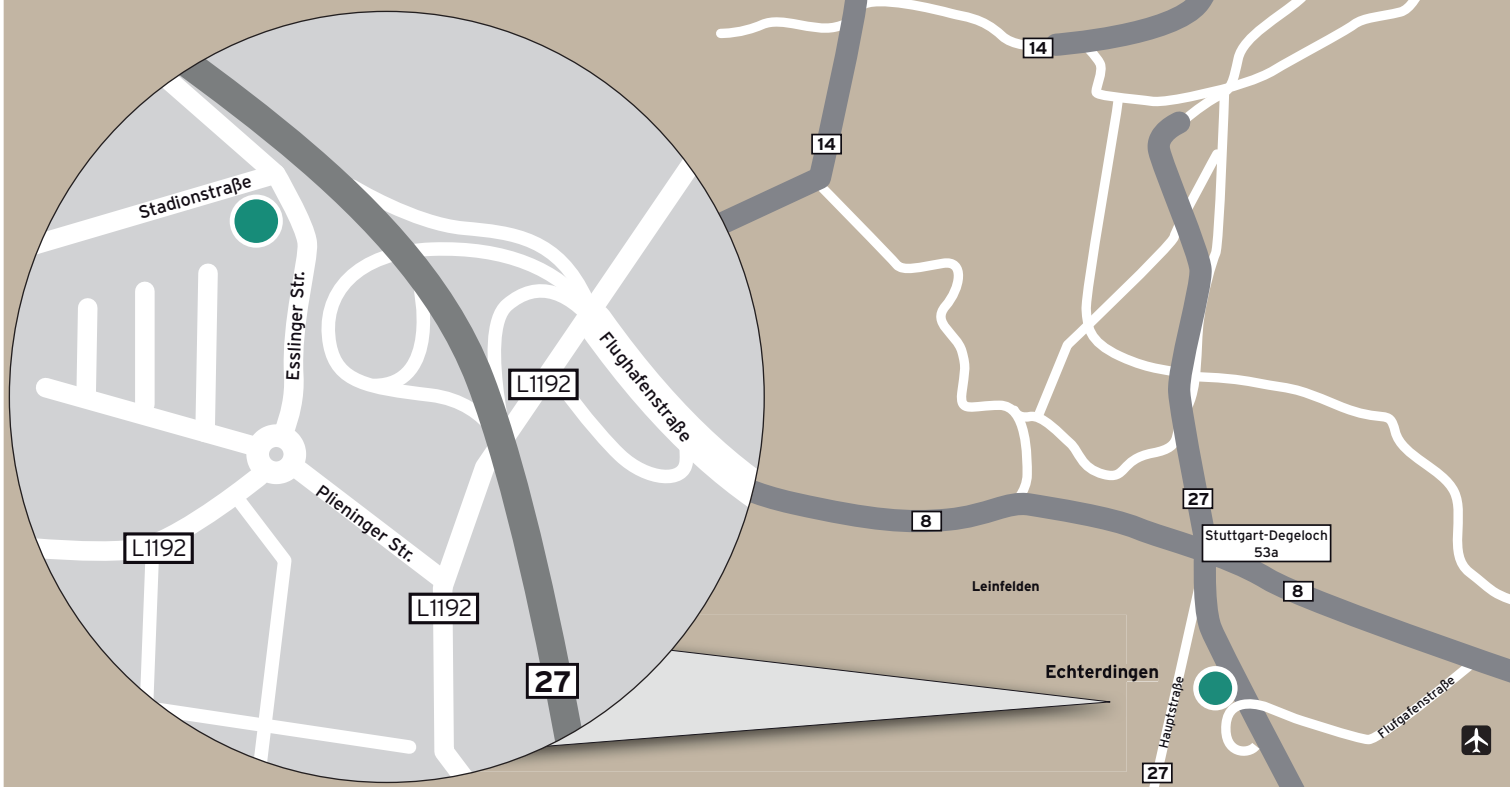 14
14
Stadionstraße
Esslinger Str.
Flughafenstraße
L1192
Plieninger Str.
L1192
L1192
27
8
27
Stuttgart-Degeloch
53a
8
Leinfelden
Echterdingen
Hauptstraße
Flufgafenstraße
27